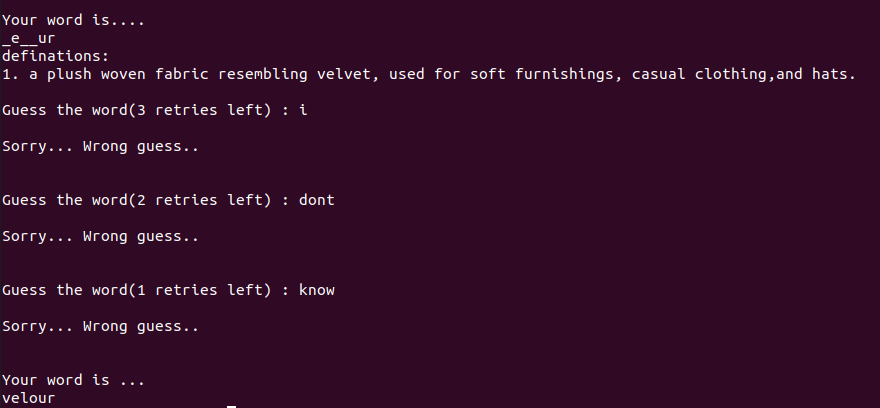 Your word is....
_e__ur
definations:
1. a plush woven fabric resembling velvet, used for soft furnishings, casual clothing,and hats.
Guess the word(3 retries left) : i
Sorry... Wrong guess..
Guess the word(2 retries left) : dont
Sorry... Wrong guess..
Guess the word(1 retries left) : know
Sorry... Wrong guess..
Your word is ...
velour